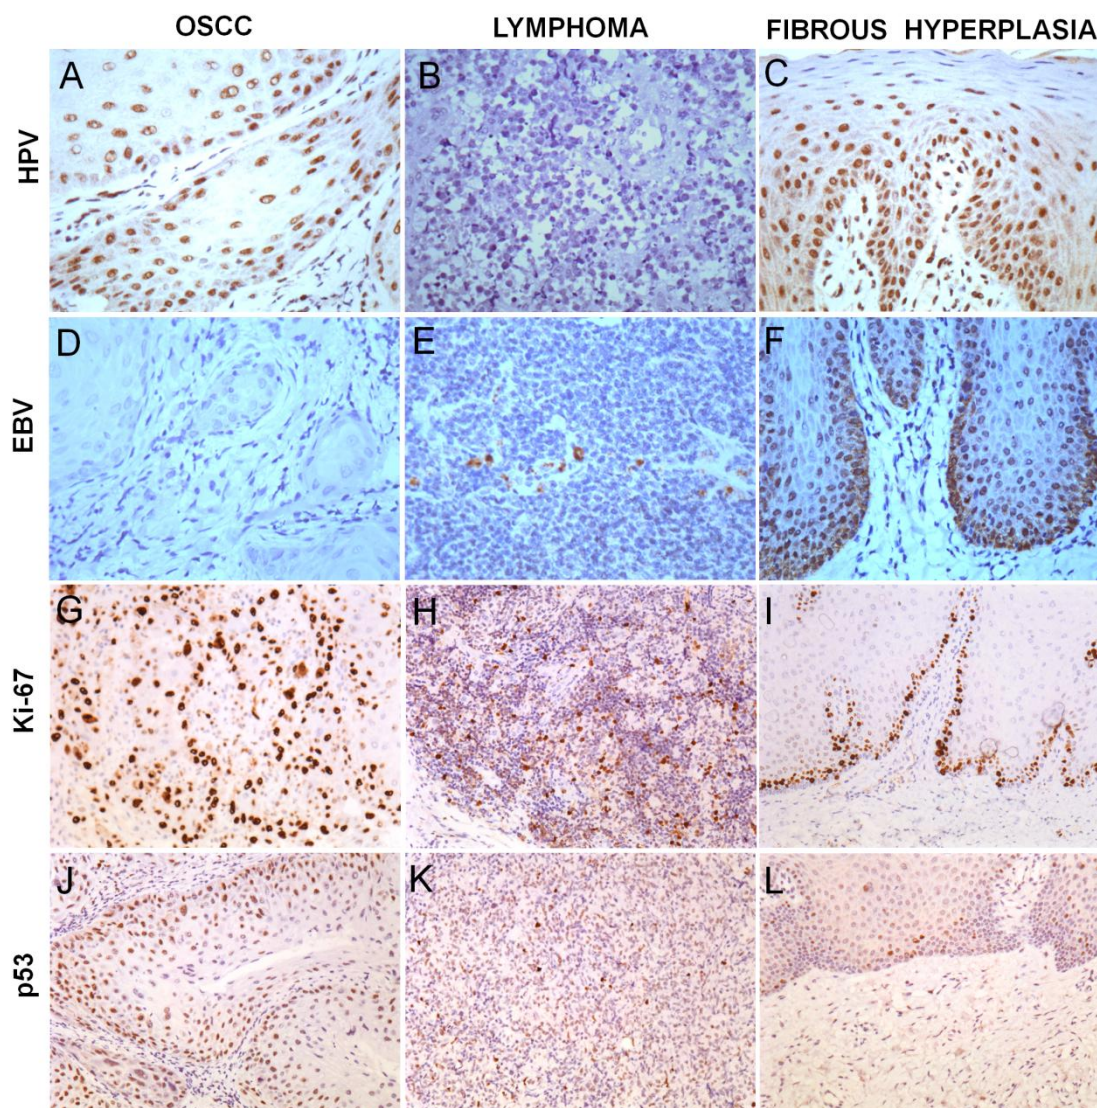 OSCC LYMPHOMA FIBROUS HYPERPLASIA
HPV A B C
EBV D E F
Ki-67 G H I
p53 J K L